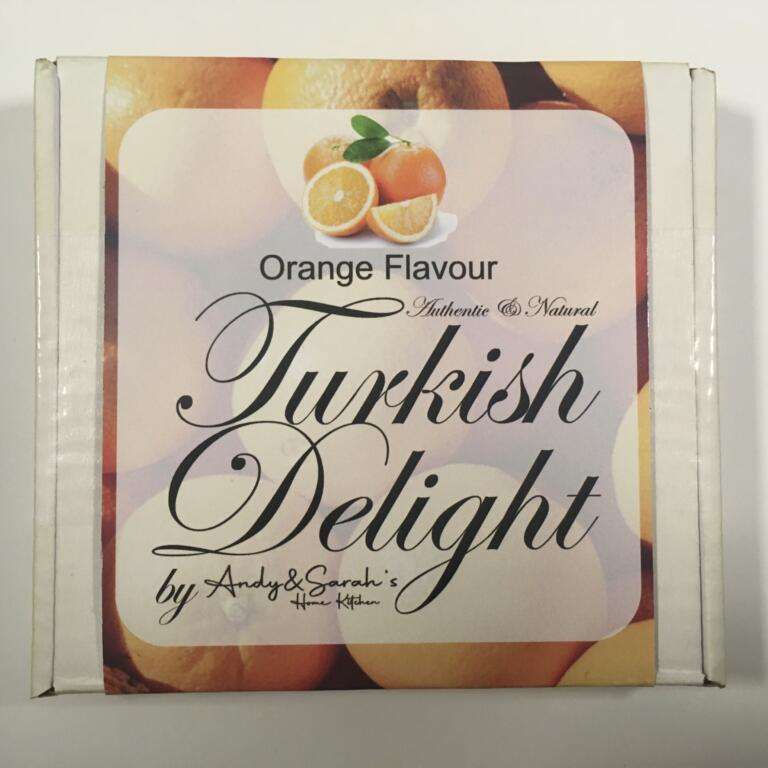 Orange Flavour
Authentic & Natural
Turkish
Delight
by Andy&Sarah's
Home Kitchen